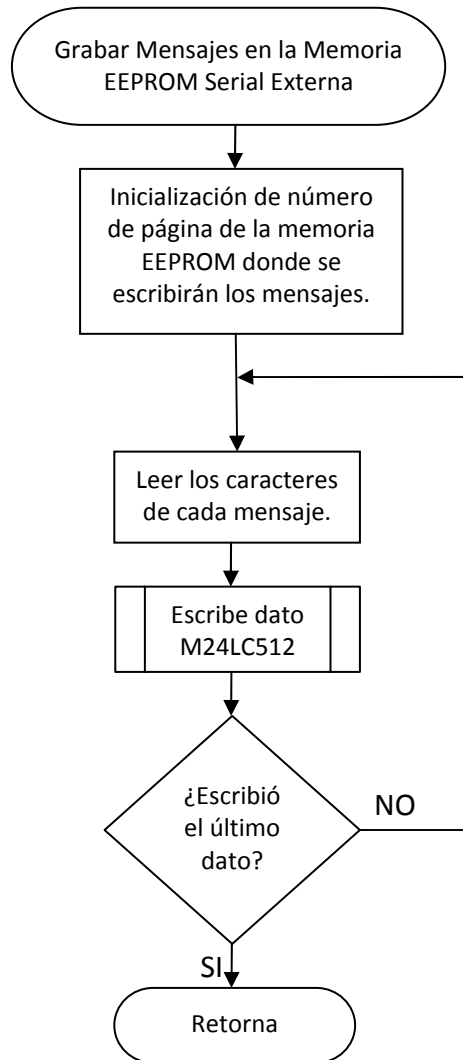 Grabar Mensajes en la Memoria
EEPROM Serial Externa
Inicialización de número
de página de la memoria
EEPROM donde se
escribirán los mensajes.
Leer los caracteres
de cada mensaje.
Escribe dato
M24LC512
¿Escribió
el último
dato?
NO
SI
Retorna